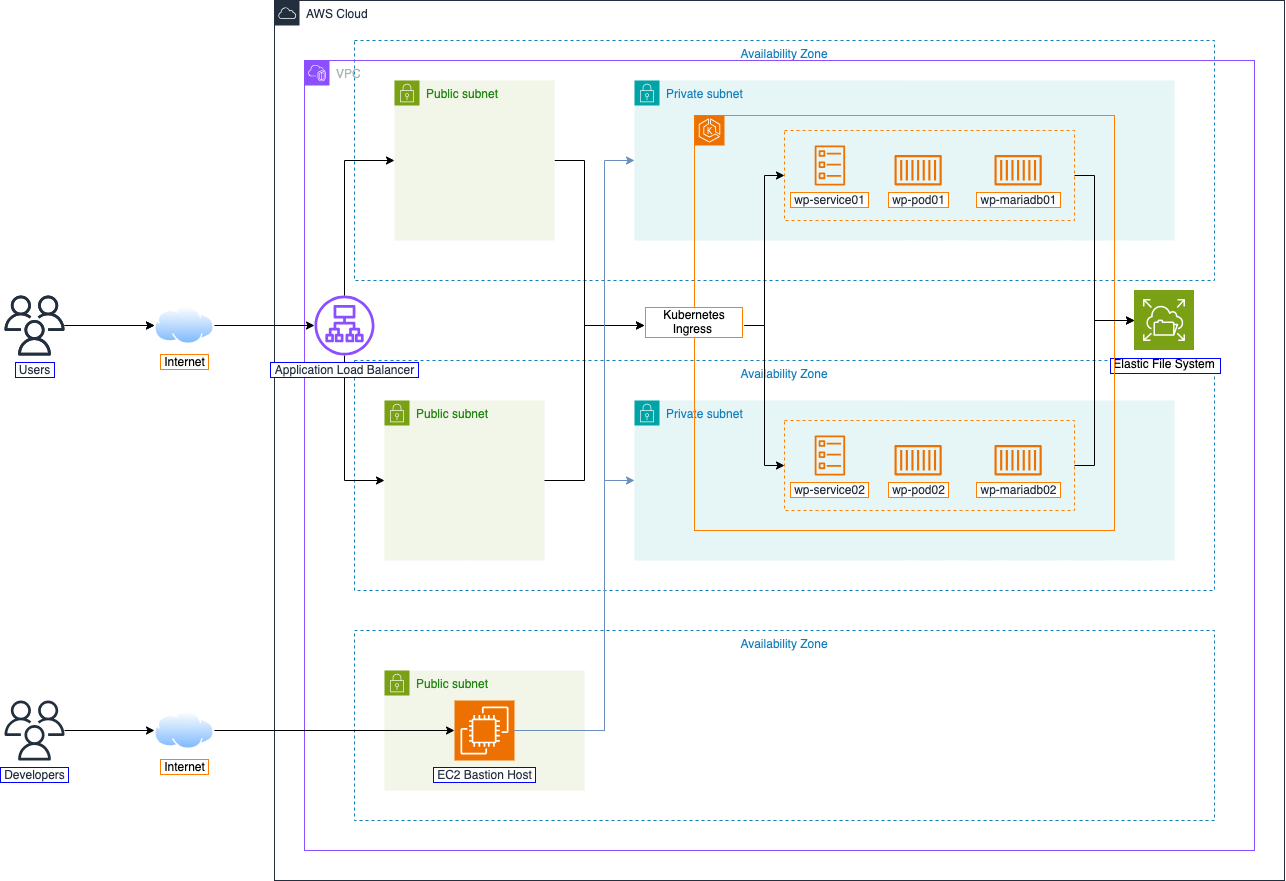 AWS Cloud
Availability Zone
VPC
Public subnet
Private subnet
K
wp-service01
wp-pod01
wp-mariadb01
Kubernetes
Ingress
Users
Internet
Application Load Balancer
Elastic File System
Availability Zone
Public subnet
Private subnet
wp-service02
wp-pod02
wp-mariadb02
Availability Zone
Public subnet
Developers
Internet
EC2 Bastion Host